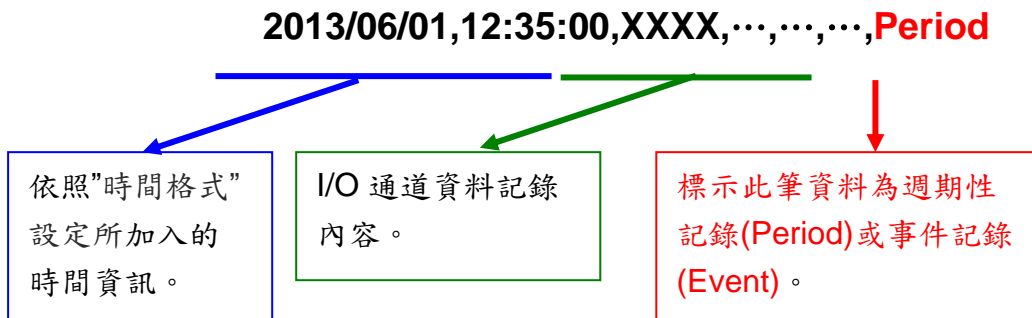 2013/06/01,12:35:00,XXXX,…,…,…,Period
依照”時間格式”
設定所加入的
時間資訊。
I/O 通道資料記錄
內容。
標示此筆資料為週期性
記錄(Period)或事件記錄
(Event)。